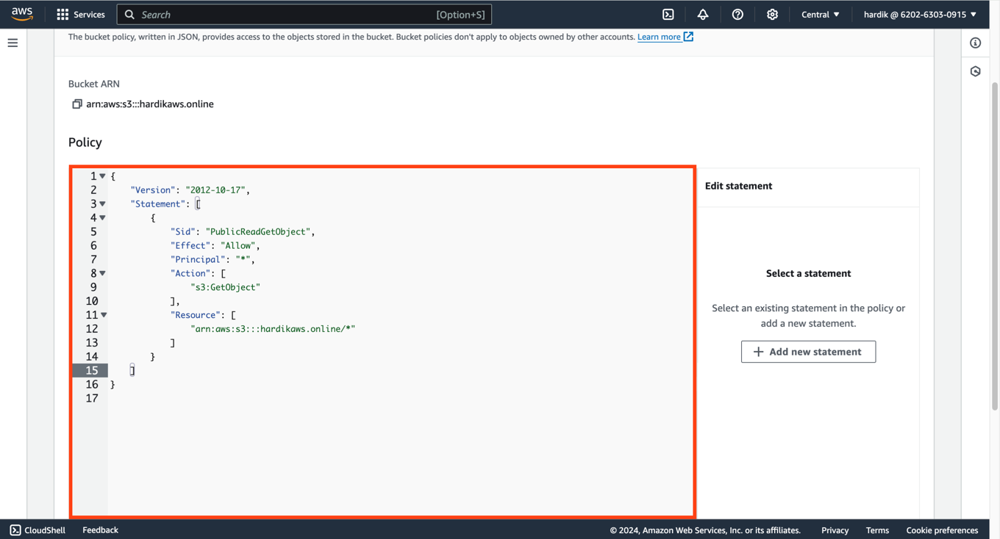 aws
Services
Search
[Option+S]
Central
hardik @ 6202-6303-0915
The bucket policy, written in JSON, provides access to the objects stored in the bucket. Bucket policies don't apply to objects owned by other accounts. Learn more
Bucket ARN
arn:aws:s3:::hardikaws.online
Policy
1 {
2     "Version": "2012-10-17",
3     "Statement": [
4         {
5             "Sid": "PublicReadGetObject",
6             "Effect": "Allow",
7             "Principal": "*",
8             "Action": [
9                 "s3:GetObject"
10             ],
11             "Resource": [
12                 "arn:aws:s3:::hardikaws.online/*"
13             ]
14         }
15     ]
16 }
17
Edit statement
Select a statement
Select an existing statement in the policy or
add a new statement.
Add new statement
CloudShell
Feedback
© 2024, Amazon Web Services, Inc. or its affiliates.
Privacy
Terms
Cookie preferences